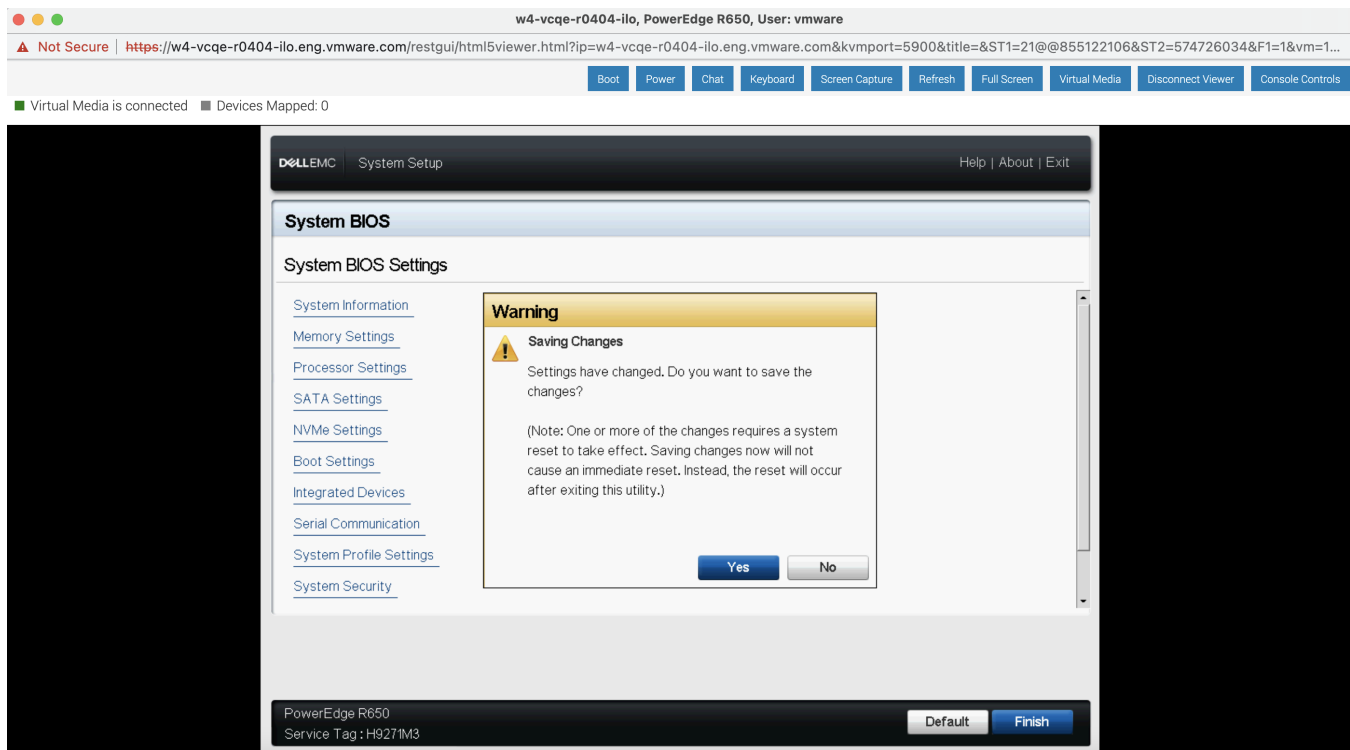 w4-vcqe-r0404-ilo, PowerEdge R650, User: vmware
Not Secure | https://w4-vcqe-r0404-ilo.eng.vmware.com/restgui/html5viewer.html?ip=w4-vcqe-r0404-ilo.eng.vmware.com&kvmport=5900&title=&ST1=21@@855122106&ST2=574726034&F1=1&vm=1...
Boot Power Chat Keyboard Screen Capture Refresh Full Screen Virtual Media Disconnect Viewer Console Controls
Virtual Media is connected Devices Mapped: 0
DELLEMC System Setup Help | About | Exit
System BIOS
System BIOS Settings
System Information
Memory Settings
Processor Settings
SATA Settings
NVMe Settings
Boot Settings
Integrated Devices
Serial Communication
System Profile Settings
System Security
Warning
Saving Changes
Settings have changed. Do you want to save the
changes?
(Note: One or more of the changes requires a system
reset to take effect. Saving changes now will not
cause an immediate reset. Instead, the reset will occur
after exiting this utility.)
Yes No
PowerEdge R650
Service Tag : H9271M3
Default Finish